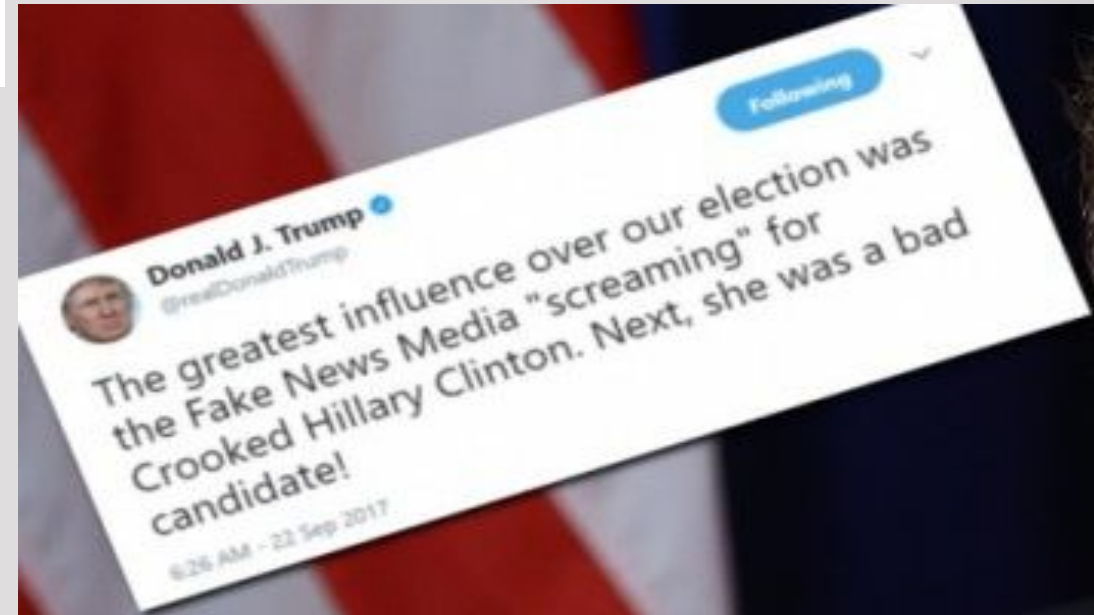 Following
Donald J. Trump
@realDonaldTrump
The greatest influence over our election was
the Fake News Media "screaming" for
Crooked Hillary Clinton. Next, she was a bad
candidate!
6:26 AM - 22 Sep 2017